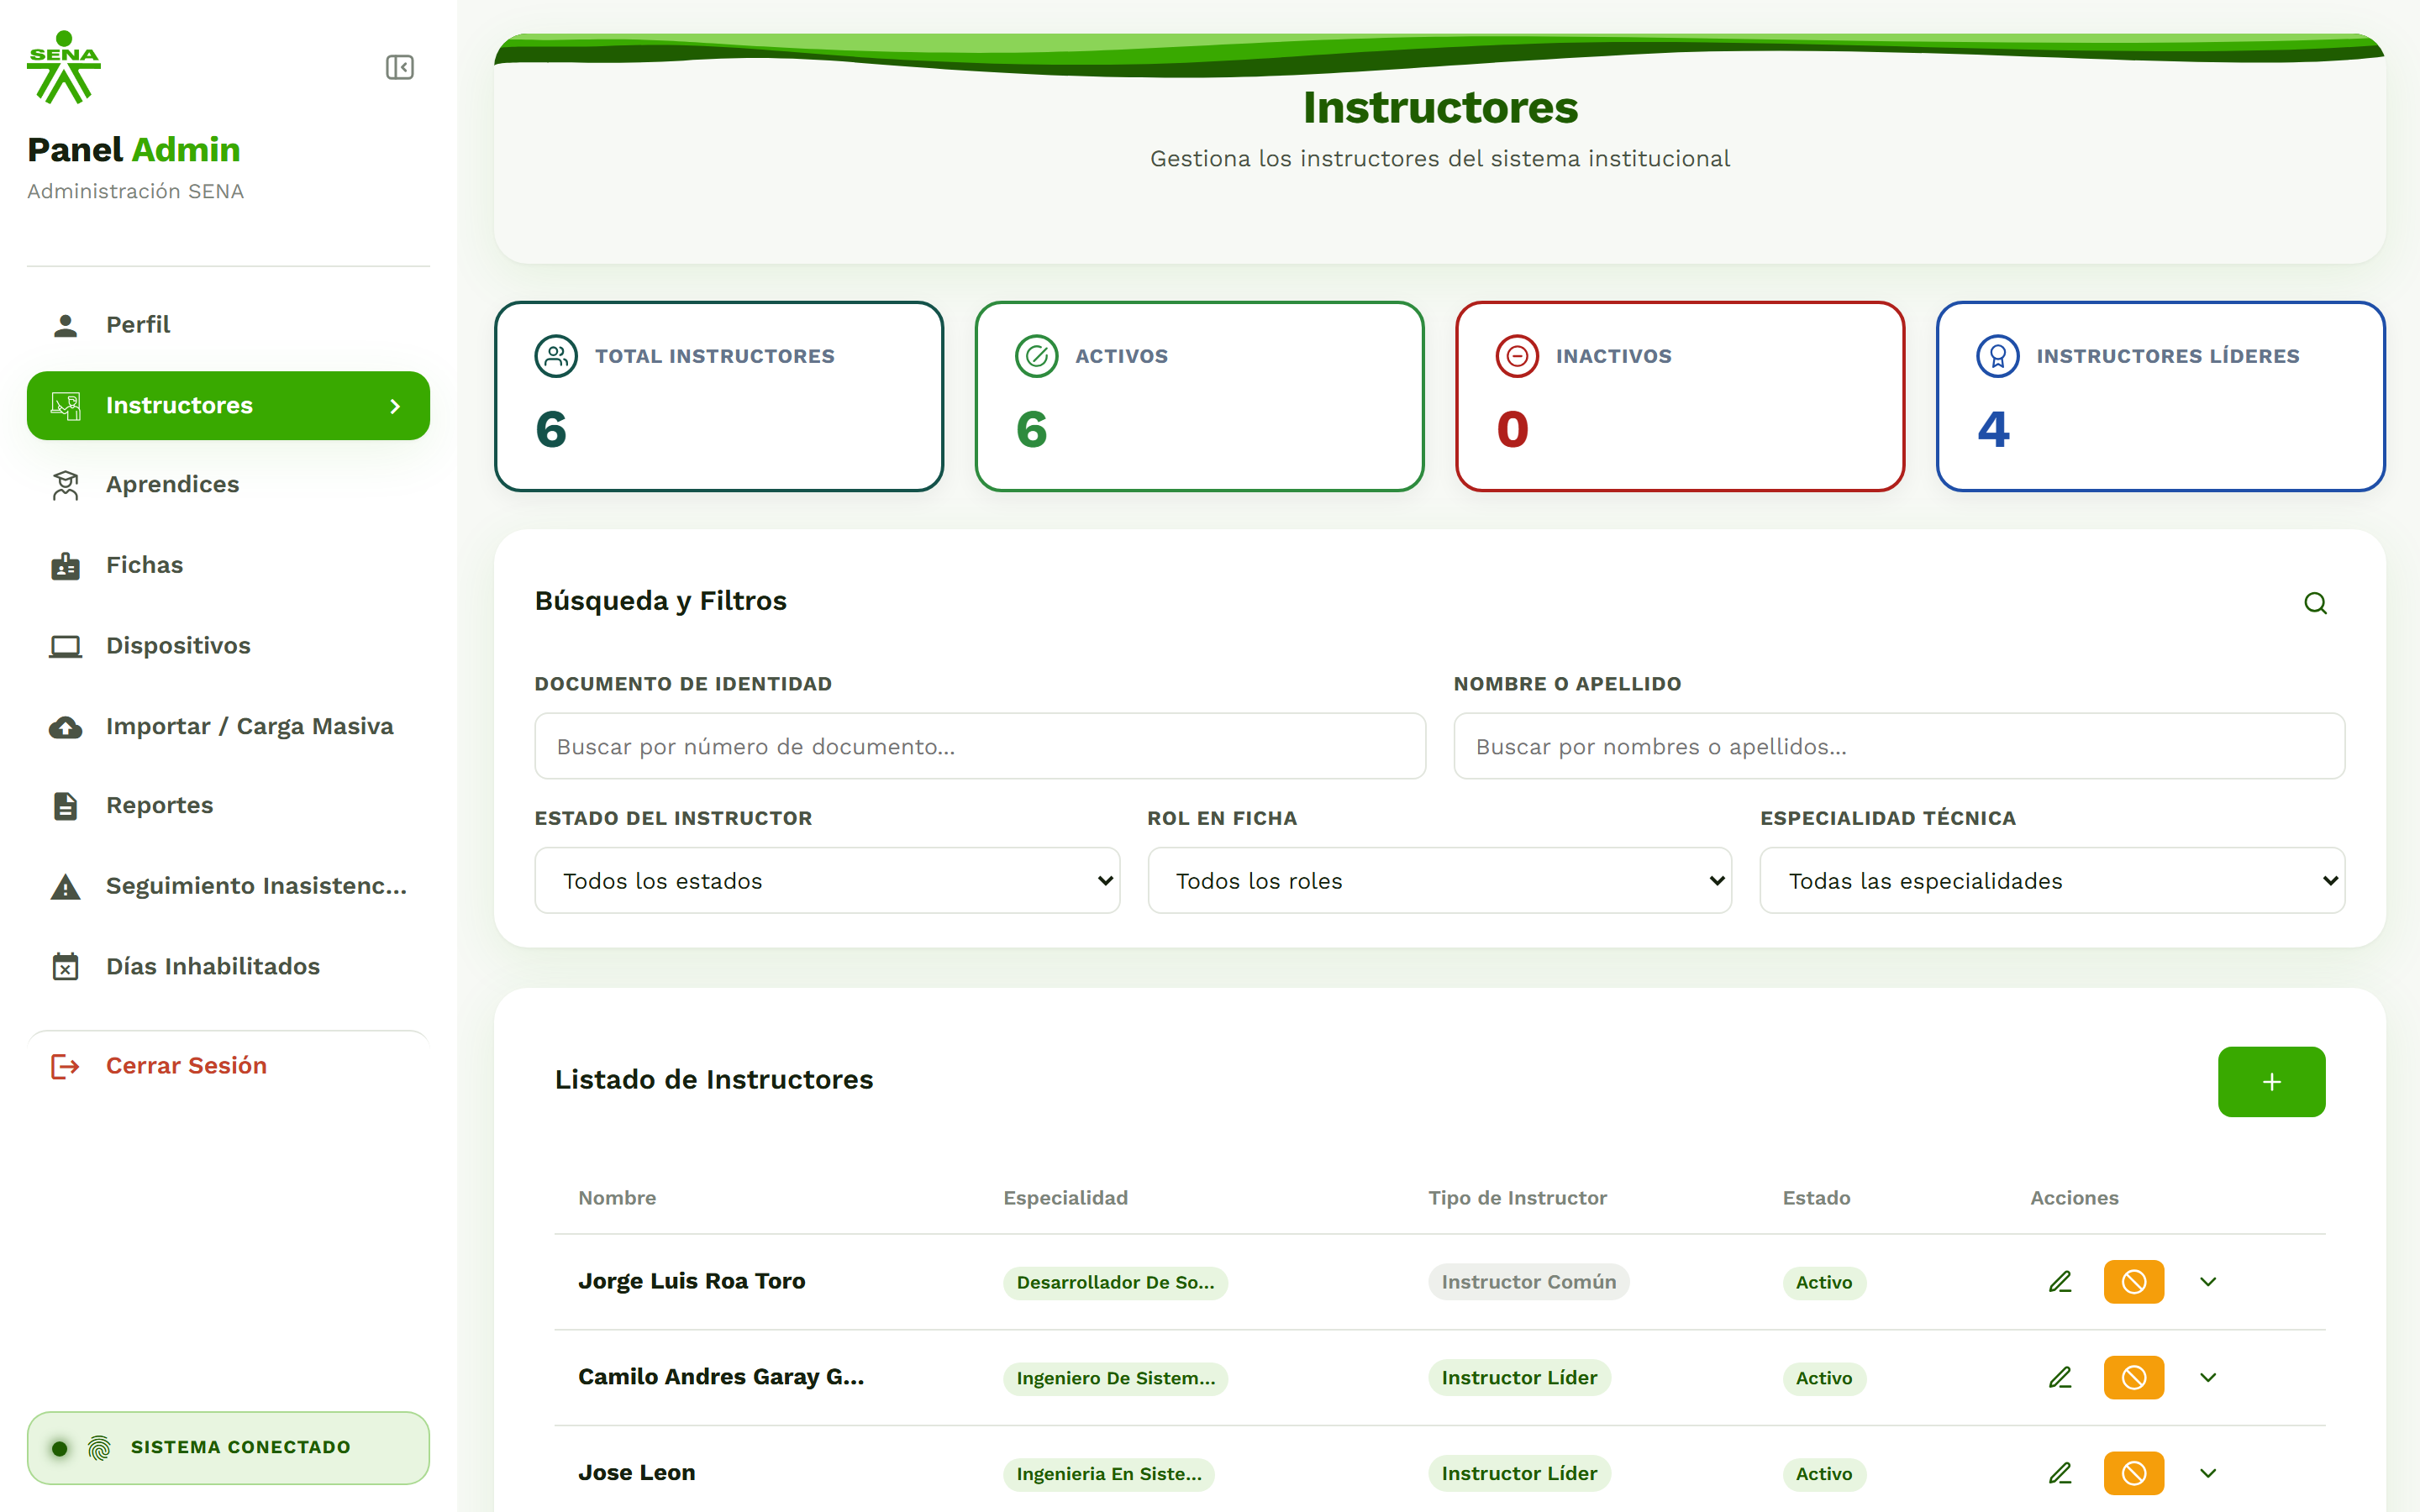 SENA
Panel Admin
Administración SENA
Perfil
Instructores
Aprendices
Fichas
Dispositivos
Importar / Carga Masiva
Reportes
Seguimiento Inasistenc...
Días Inhabilitados
Cerrar Sesión
SISTEMA CONECTADO
Instructores
Gestiona los instructores del sistema institucional
TOTAL INSTRUCTORES
6
ACTIVOS
6
INACTIVOS
0
INSTRUCTORES LÍDERES
4
Búsqueda y Filtros
DOCUMENTO DE IDENTIDAD
Buscar por número de documento...
NOMBRE O APELLIDO
Buscar por nombres o apellidos...
ESTADO DEL INSTRUCTOR
Todos los estados
ROL EN FICHA
Todos los roles
ESPECIALIDAD TÉCNICA
Todas las especialidades
Listado de Instructores
+
Nombre Especialidad Tipo de Instructor Estado Acciones
Jorge Luis Roa Toro Desarrollador De So... Instructor Común Activo
Camilo Andres Garay G... Ingeniero De Sistem... Instructor Líder Activo
Jose Leon Ingenieria En Siste... Instructor Líder Activo